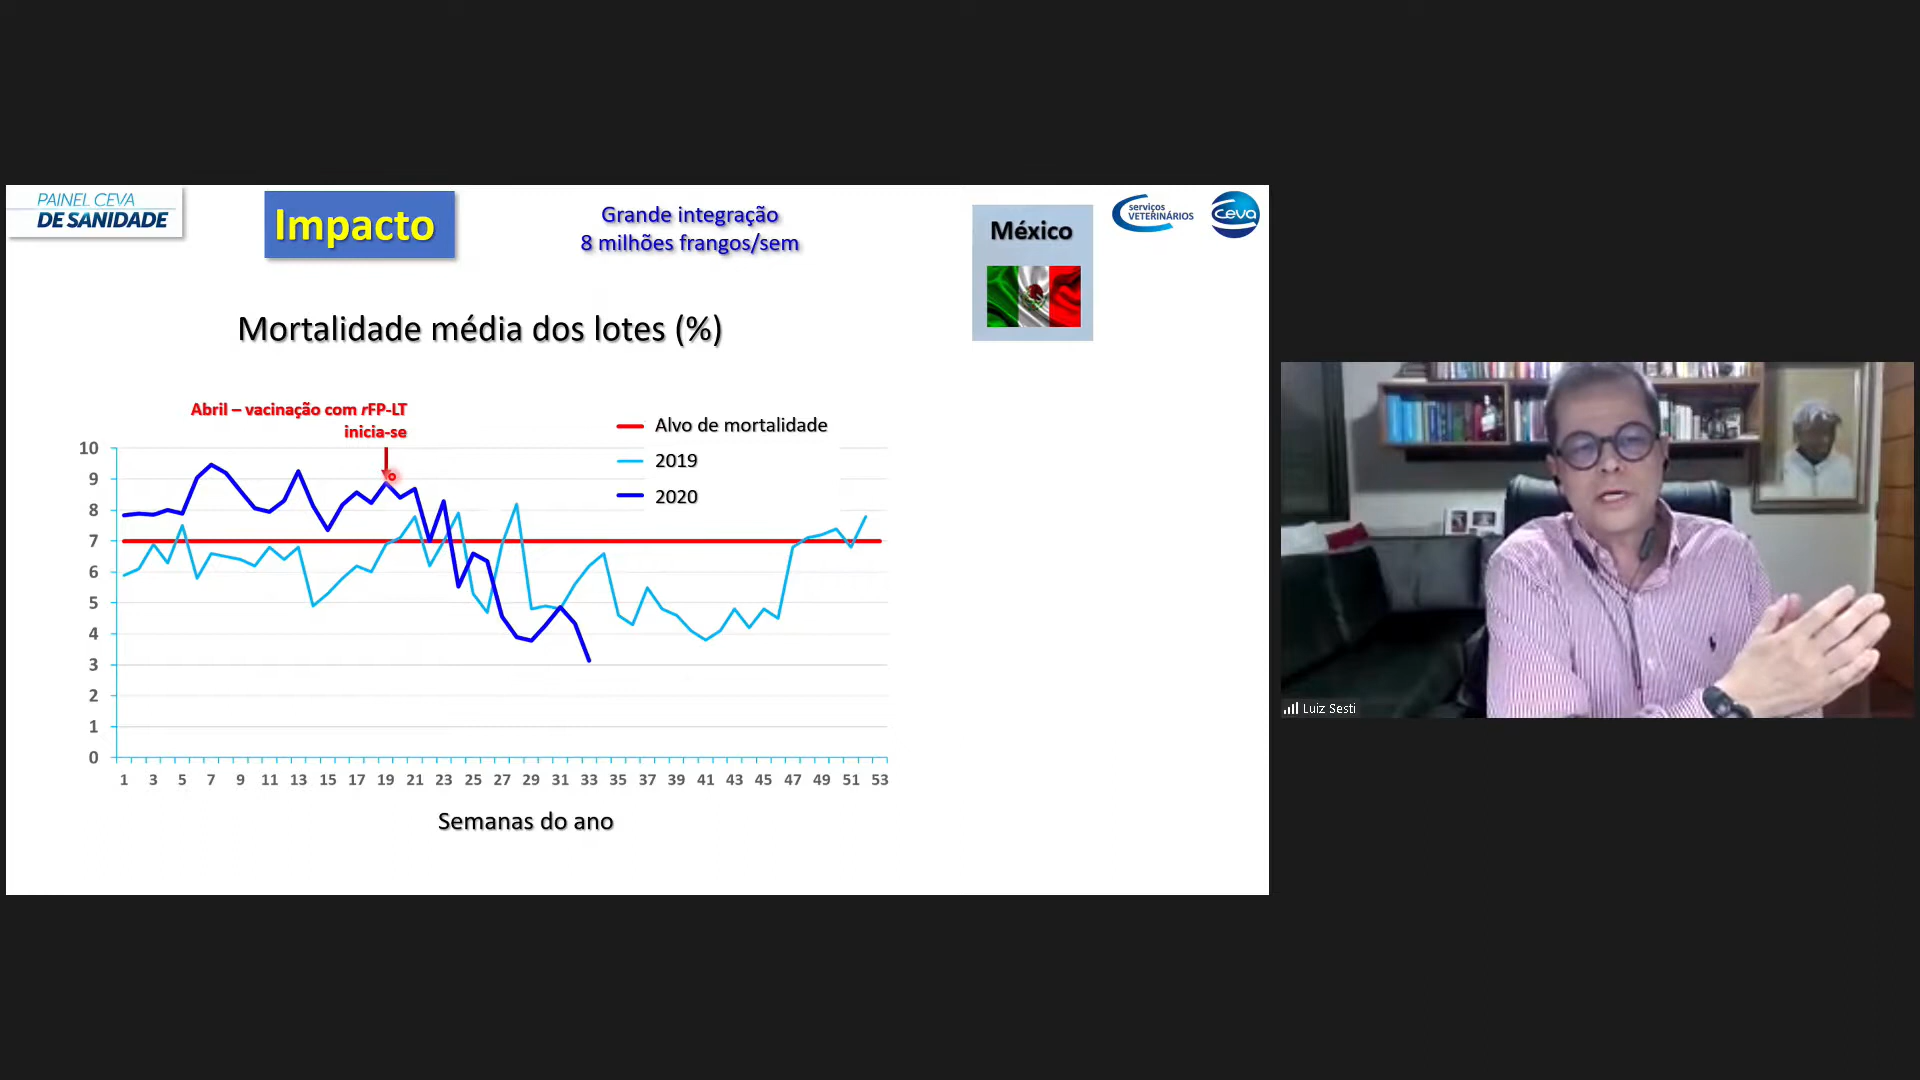 PAINEL CEVA
DE SANIDADE
Impacto
Grande integração
8 milhões frangos/sem
México
serviços
VETERINÁRIOS
ceva
Mortalidade média dos lotes (%)
Abril – vacinação com rFP-LT
inicia-se
Alvo de mortalidade
2019
2020
10
9
8
7
6
5
4
3
2
1
0
1 3 5 7 9 11 13 15 17 19 21 23 25 27 29 31 33 35 37 39 41 43 45 47 49 51 53
Semanas do ano
Luiz Sesti